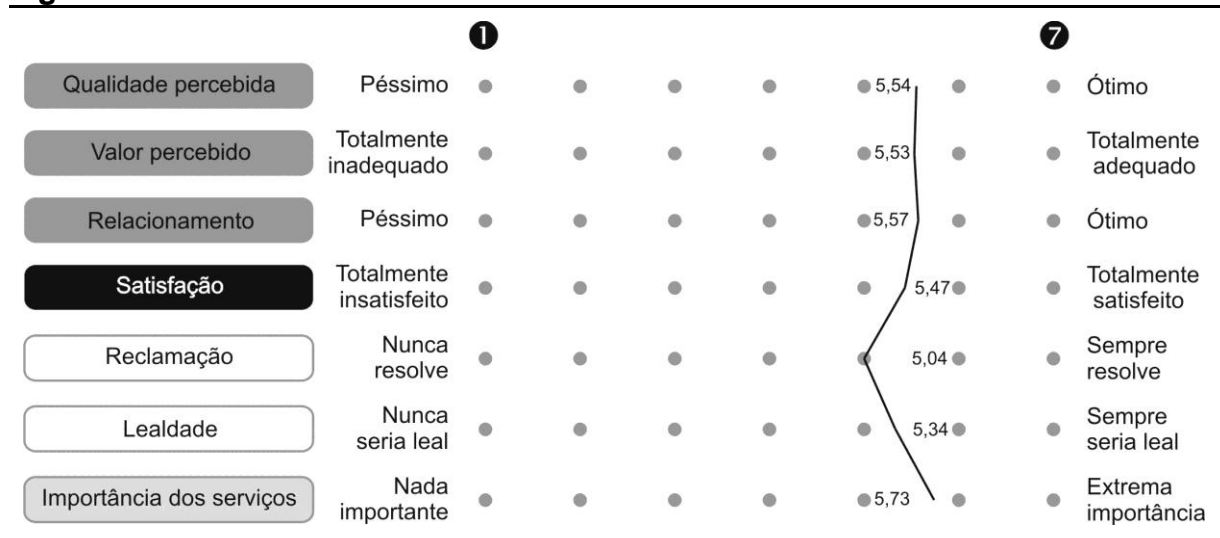 1 7
Qualidade percebida Péssimo 5,54 Ótimo
Valor percebido Totalmente inadequado 5,53 Totalmente adequado
Relacionamento Péssimo 5,57 Ótimo
Satisfação Totalmente insatisfeito 5,47 Totalmente satisfeito
Reclamação Nunca resolve 5,04 Sempre resolve
Lealdade Nunca seria leal 5,34 Sempre seria leal
Importância dos serviços Nada importante 5,73 Extrema importância